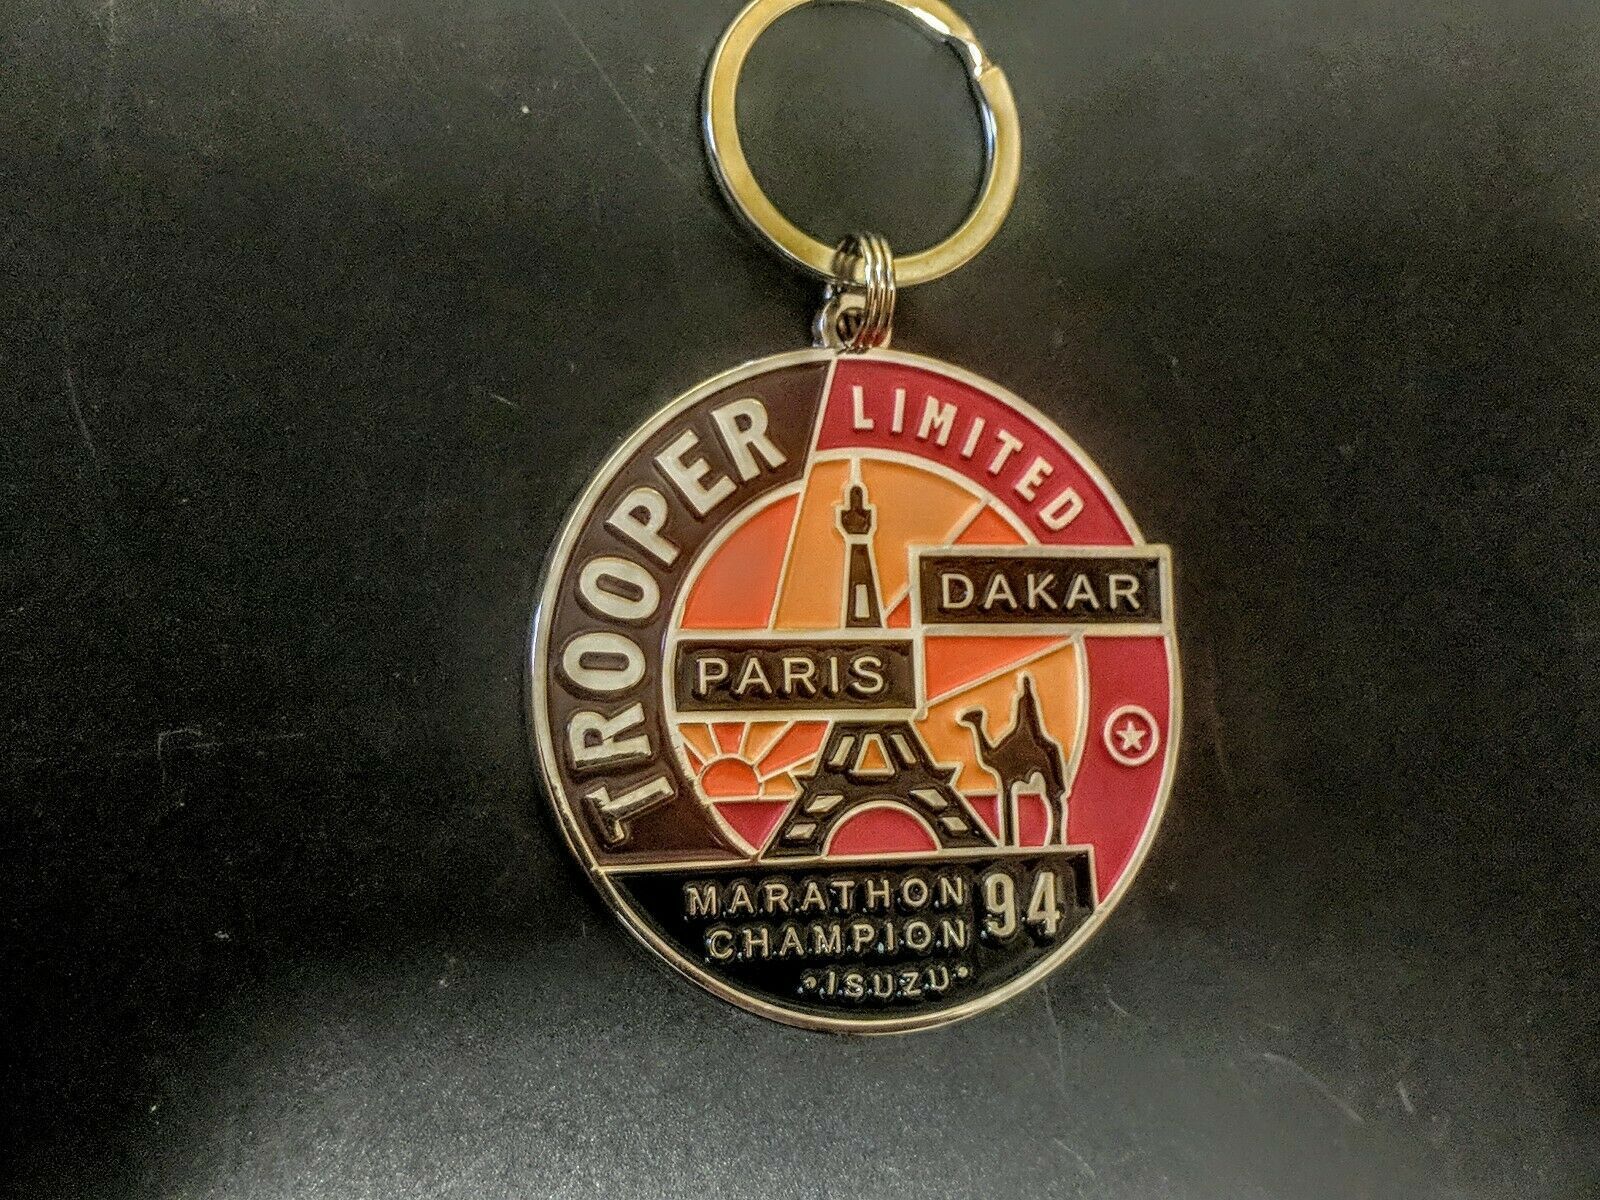 TROOPER
LIMITED
DAKAR
PARIS
MARATHON
CHAMPION 94
•ISUZU•